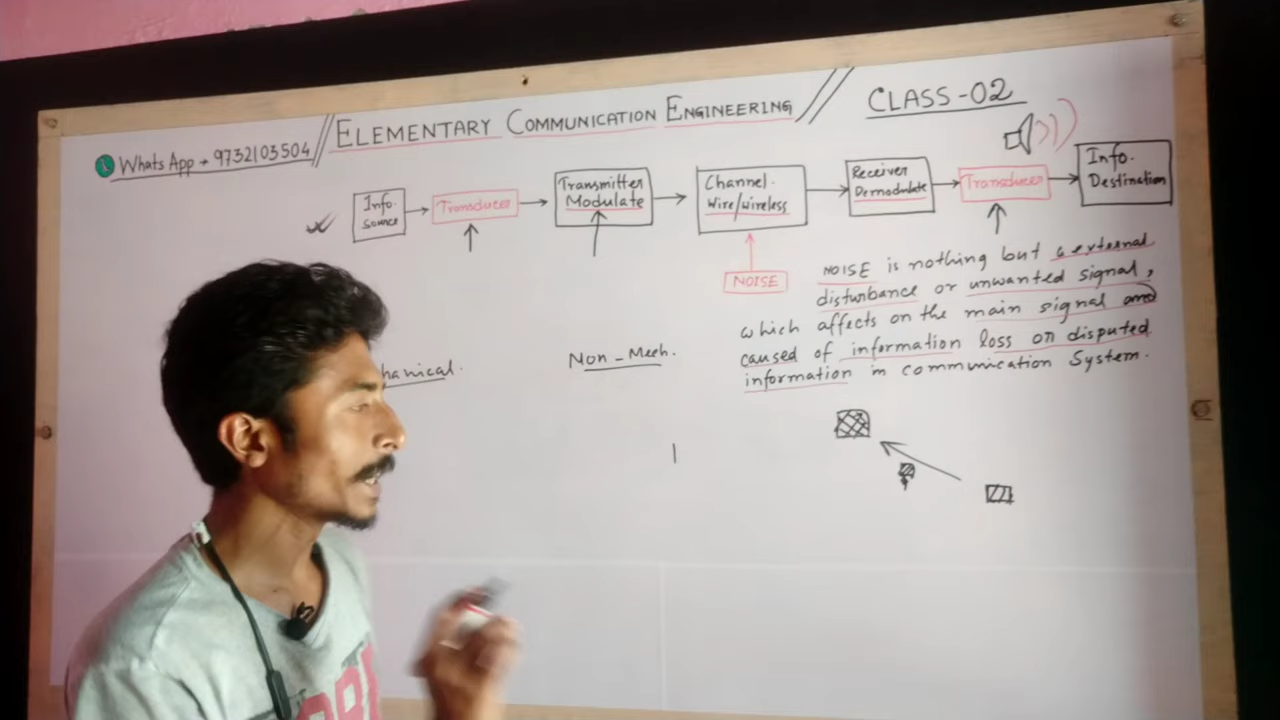 WhatsApp → 9732103504 // ELEMENTARY COMMUNICATION ENGINEERING // CLASS-02
Info. source
Transducer
Transmitter Modulate
Channel. Wire/wireless
Receiver Demodulate
Transducer
Info. Destination
NOISE
NOISE is nothing but a external
disturbance or unwanted signal,
which affects on the main signal and
caused of information loss or disputed
information in communication System.
hanical.
Non-Mech.